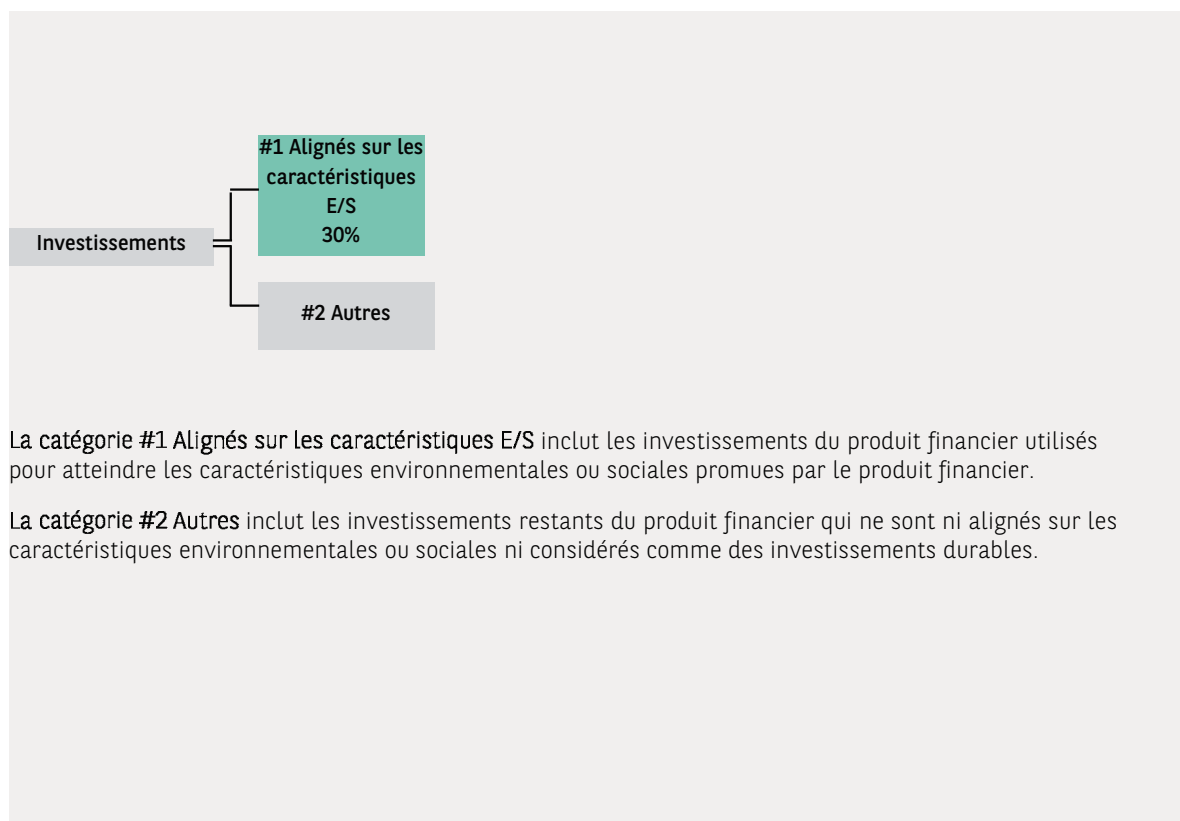 #1 Alignés sur les
caractéristiques
E/S
30%
Investissements
#2 Autres
La catégorie #1 Alignés sur les caractéristiques E/S inclut les investissements du produit financier utilisés
pour atteindre les caractéristiques environnementales ou sociales promues par le produit financier.
La catégorie #2 Autres inclut les investissements restants du produit financier qui ne sont ni alignés sur les
caractéristiques environnementales ou sociales ni considérés comme des investissements durables.